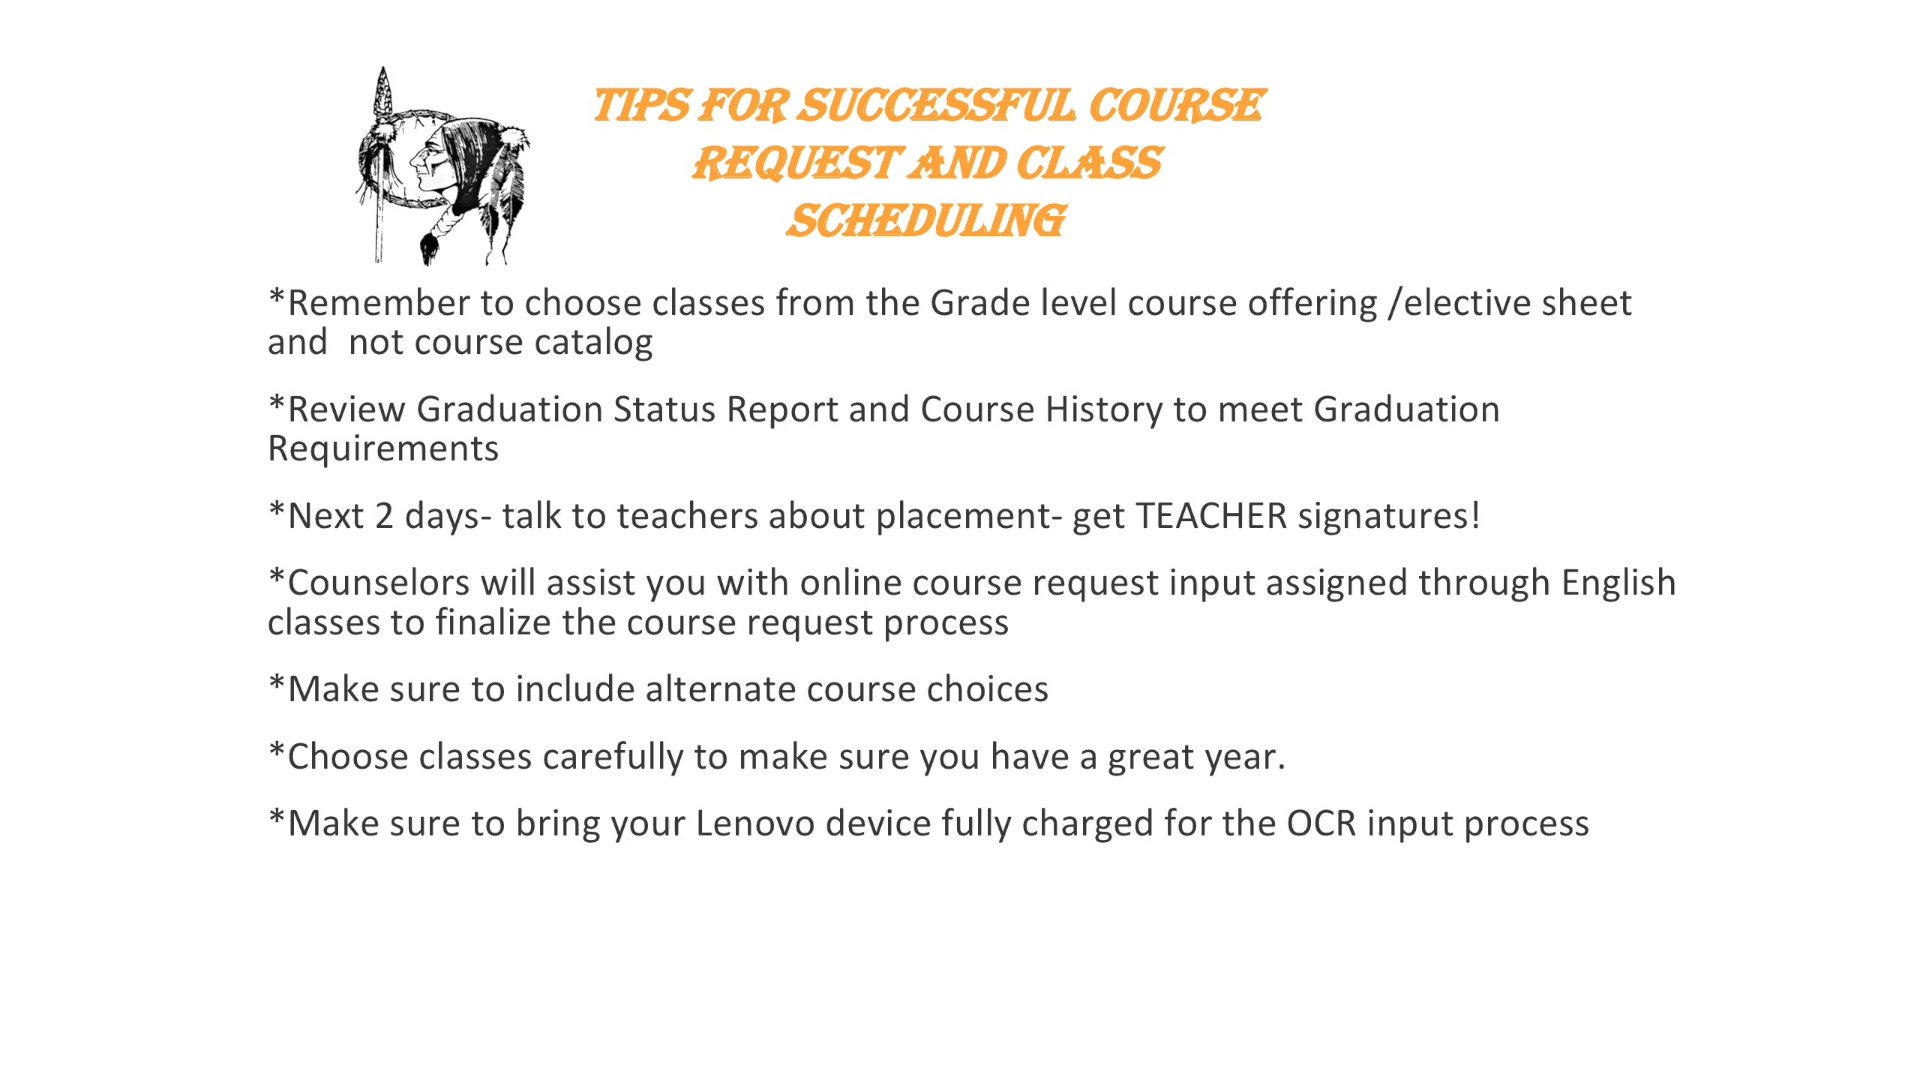 TIPS FOR SUCCESSFUL COURSE
REQUEST AND CLASS
SCHEDULING
*Remember to choose classes from the Grade level course offering /elective sheet
and  not course catalog
*Review Graduation Status Report and Course History to meet Graduation
Requirements
*Next 2 days- talk to teachers about placement- get TEACHER signatures!
*Counselors will assist you with online course request input assigned through English
classes to finalize the course request process
*Make sure to include alternate course choices
*Choose classes carefully to make sure you have a great year.
*Make sure to bring your Lenovo device fully charged for the OCR input process